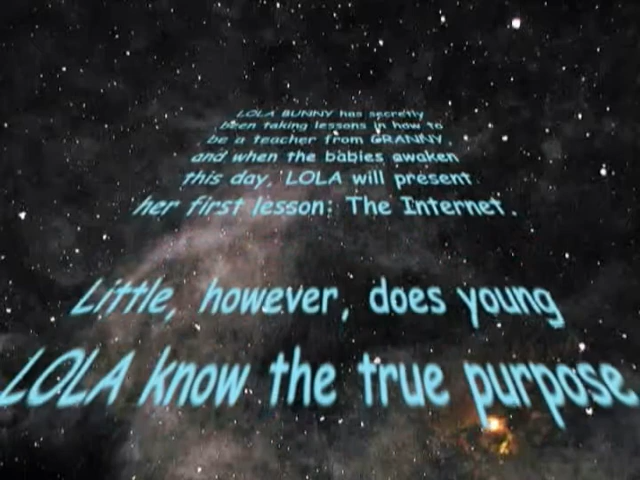 LOLA BUNNY has secretly
been taking lessons in how to
be a teacher from GRANNY,
and when the babies awaken
this day, LOLA will present
her first lesson: The Internet.
Little, however, does young
LOLA know the true purpose